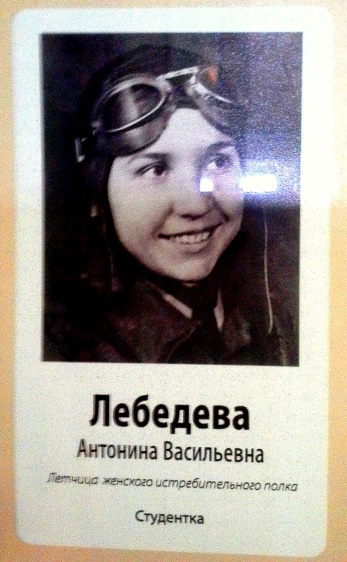 Лебедева
Антонина Васильевна
Летчица женского истребительного полка
Студентка